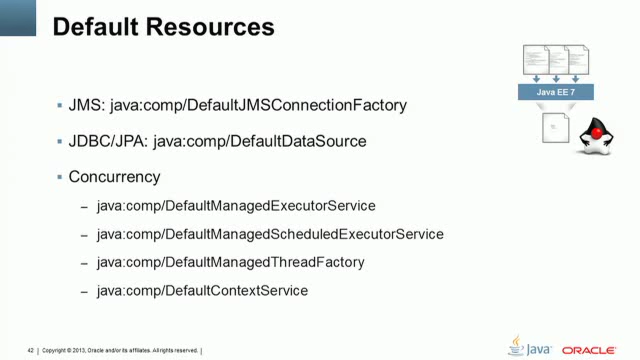 Default Resources
Java EE 7
▪ JMS: java:comp/DefaultJMSConnectionFactory
▪ JDBC/JPA: java:comp/DefaultDataSource
▪ Concurrency
– java:comp/DefaultManagedExecutorService
– java:comp/DefaultManagedScheduledExecutorService
– java:comp/DefaultManagedThreadFactory
– java:comp/DefaultContextService
42 | Copyright © 2013, Oracle and/or its affiliates. All rights reserved. |
Java
ORACLE